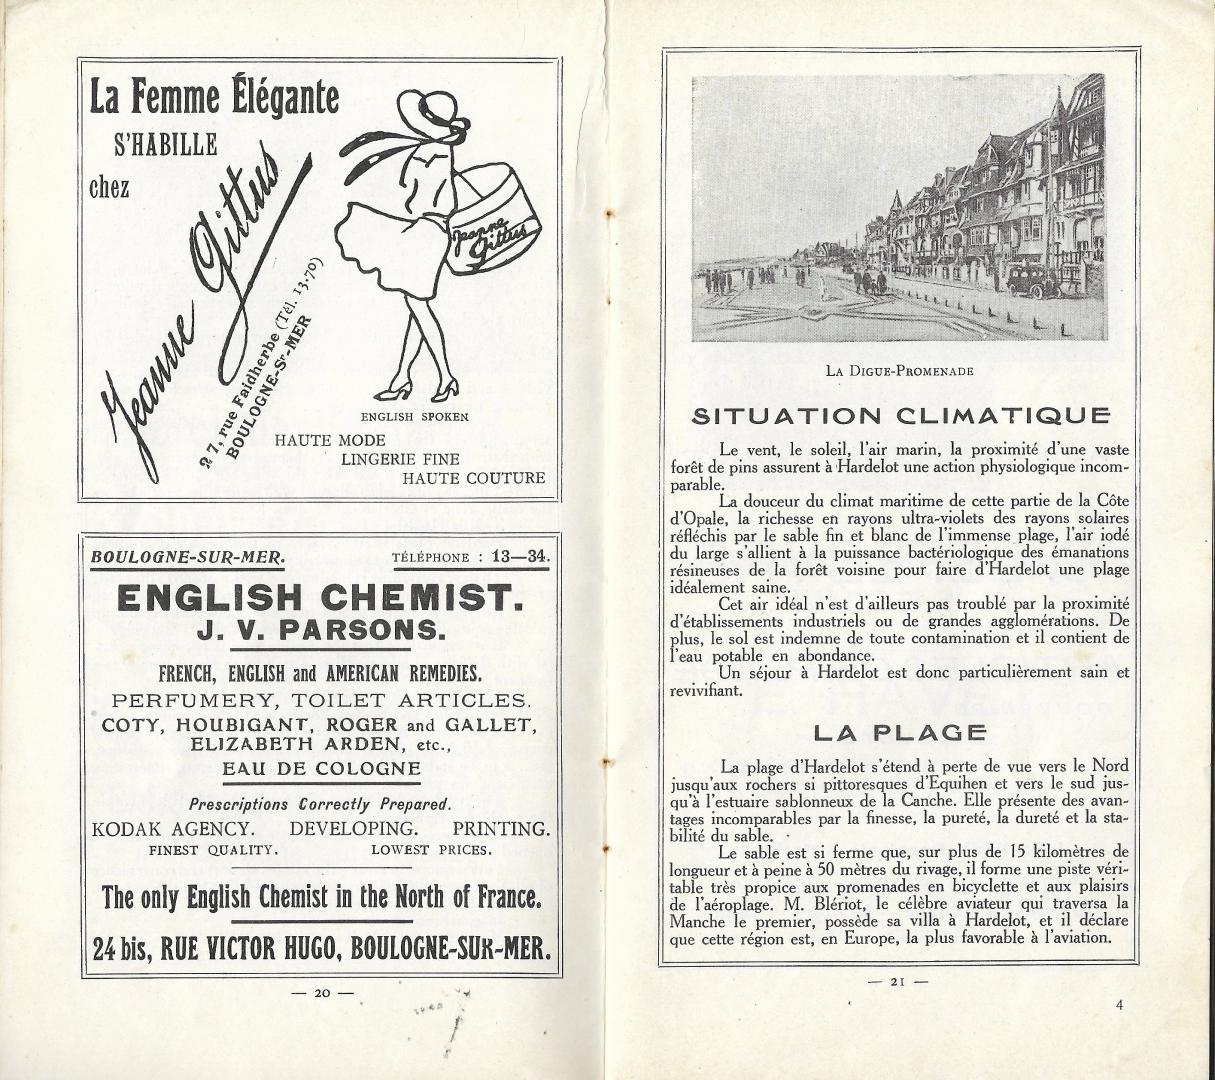 La Femme Élégante
S'HABILLE
chez
Jeanne Gittus
27, rue Faidherbe (Tél. 13.70)
BOULOGNE-Sr-MER
Jeanne
Gittus
ENGLISH SPOKEN
HAUTE MODE
LINGERIE FINE
HAUTE COUTURE
BOULOGNE-SUR-MER. TÉLÉPHONE : 13—34.
ENGLISH CHEMIST.
J. V. PARSONS.
FRENCH, ENGLISH and AMERICAN REMEDIES.
PERFUMERY, TOILET ARTICLES.
COTY, HOUBIGANT, ROGER and GALLET,
ELIZABETH ARDEN, etc.,
EAU DE COLOGNE
Prescriptions Correctly Prepared.
KODAK AGENCY. DEVELOPING. PRINTING.
FINEST QUALITY. LOWEST PRICES.
The only English Chemist in the North of France.
24 bis, RUE VICTOR HUGO, BOULOGNE-SUR-MER.
— 20 —
LA DIGUE-PROMENADE
SITUATION CLIMATIQUE
Le vent, le soleil, l'air marin, la proximité d'une vaste
forêt de pins assurent à Hardelot une action physiologique incom-
parable.
La douceur du climat maritime de cette partie de la Côte
d'Opale, la richesse en rayons ultra-violets des rayons solaires
réfléchis par le sable fin et blanc de l'immense plage, l'air iodé
du large s'allient à la puissance bactériologique des émanations
résineuses de la forêt voisine pour faire d'Hardelot une plage
idéalement saine.
Cet air idéal n'est d'ailleurs pas troublé par la proximité
d'établissements industriels ou de grandes agglomérations. De
plus, le sol est indemne de toute contamination et il contient de
l'eau potable en abondance.
Un séjour à Hardelot est donc particulièrement sain et
revivifiant.
LA PLAGE
La plage d'Hardelot s'étend à perte de vue vers le Nord
jusqu'aux rochers si pittoresques d'Equihen et vers le sud jus-
qu'à l'estuaire sablonneux de la Canche. Elle présente des avan-
tages incomparables par la finesse, la pureté, la dureté et la sta-
bilité du sable.
Le sable est si ferme que, sur plus de 15 kilomètres de
longueur et à peine à 50 mètres du rivage, il forme une piste véri-
table très propice aux promenades en bicyclette et aux plaisirs
de l'aéroplage. M. Blériot, le célèbre aviateur qui traversa la
Manche le premier, possède sa villa à Hardelot, et il déclare
que cette région est, en Europe, la plus favorable à l'aviation.
— 21 —
4